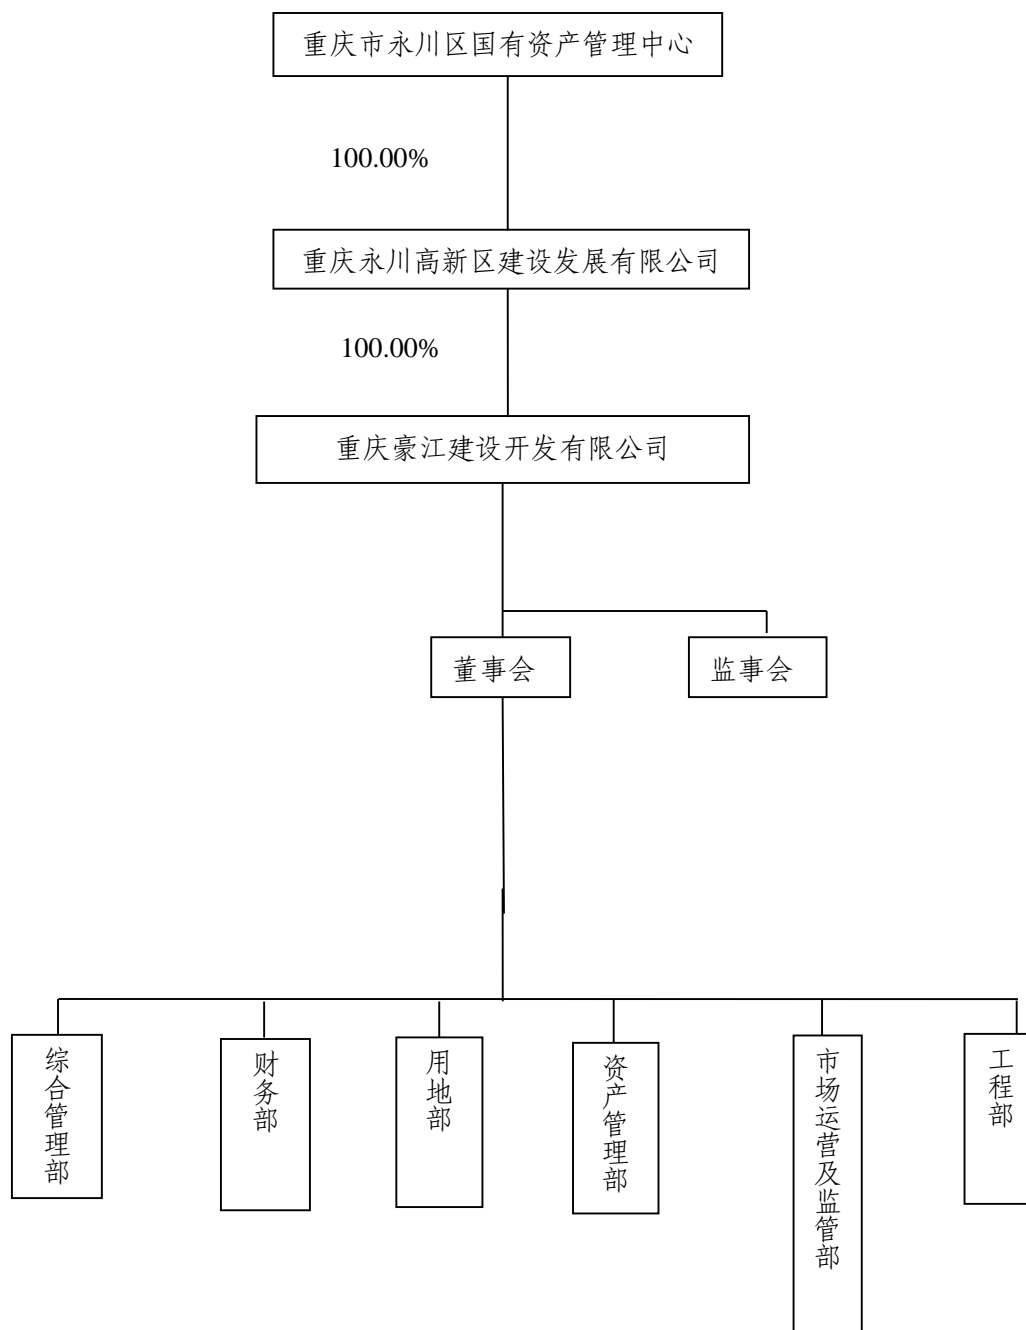 重庆市永川区国有资产管理中心
100.00%
重庆永川高新区建设发展有限公司
100.00%
重庆豪江建设开发有限公司
董事会
监事会
综合管理部
财务部
用地部
资产管理部
市场运营及监管部
工程部